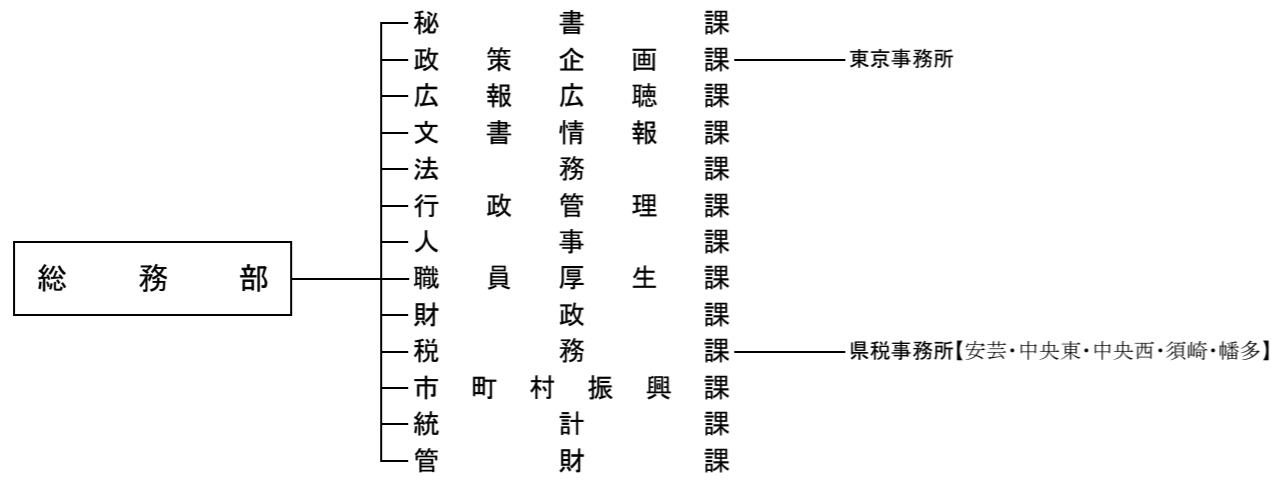 秘書課
政策企画課 東京事務所
広報広聴課
文書情報課
法務課
行政管理課
人事課
総務部 職員厚生課
財政課
税務課 県税事務所【安芸・中央東・中央西・須崎・幡多】
市町村振興課
統計課
管財課